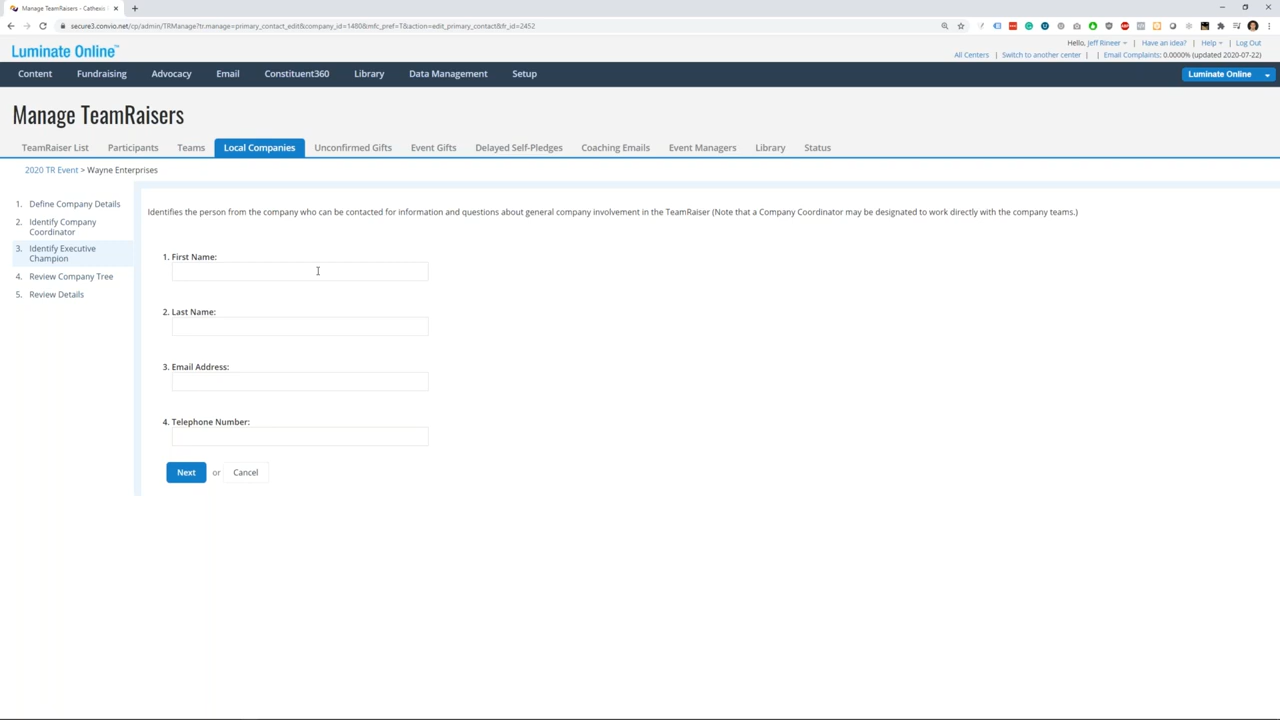 Manage TeamRaisers - Cathexis
secure3.convio.net/cp/admin/TRManage?tr.manage=primary_contact_edit&company_id=1480&mfc_pref=T&action=edit_primary_contact&fr_id=2452
Hello, Jeff Rineer | Have an idea? | Help | Log Out
Luminate Online™
All Centers | Switch to another center | | Email Complaints: 0.0000% (updated 2020-07-22)
Content Fundraising Advocacy Email Constituent360 Library Data Management Setup Luminate Online
Manage TeamRaisers
TeamRaiser List Participants Teams Local Companies Unconfirmed Gifts Event Gifts Delayed Self-Pledges Coaching Emails Event Managers Library Status
2020 TR Event > Wayne Enterprises
1. Define Company Details
2. Identify Company
Coordinator
3. Identify Executive
Champion
4. Review Company Tree
5. Review Details
Identifies the person from the company who can be contacted for information and questions about general company involvement in the TeamRaiser (Note that a Company Coordinator may be designated to work directly with the company teams.)
1. First Name:
2. Last Name:
3. Email Address:
4. Telephone Number:
Next or Cancel